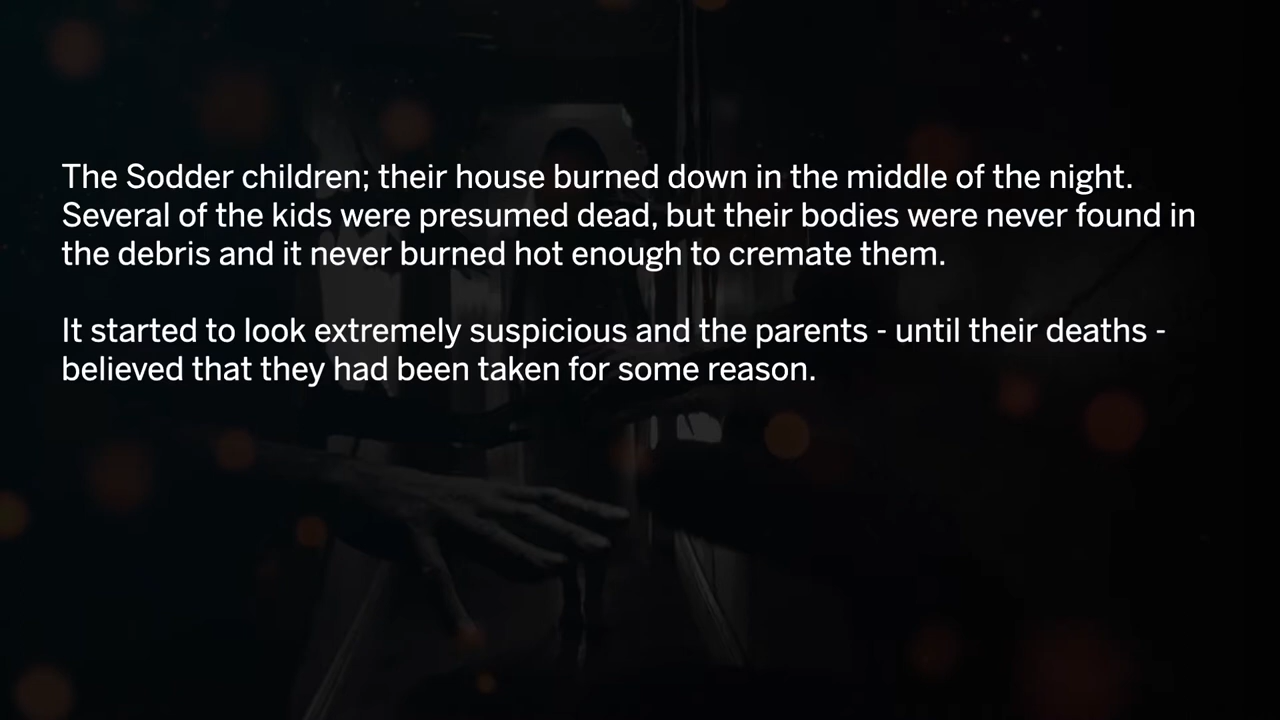 The Sodder children; their house burned down in the middle of the night.
Several of the kids were presumed dead, but their bodies were never found in
the debris and it never burned hot enough to cremate them.
It started to look extremely suspicious and the parents - until their deaths -
believed that they had been taken for some reason.